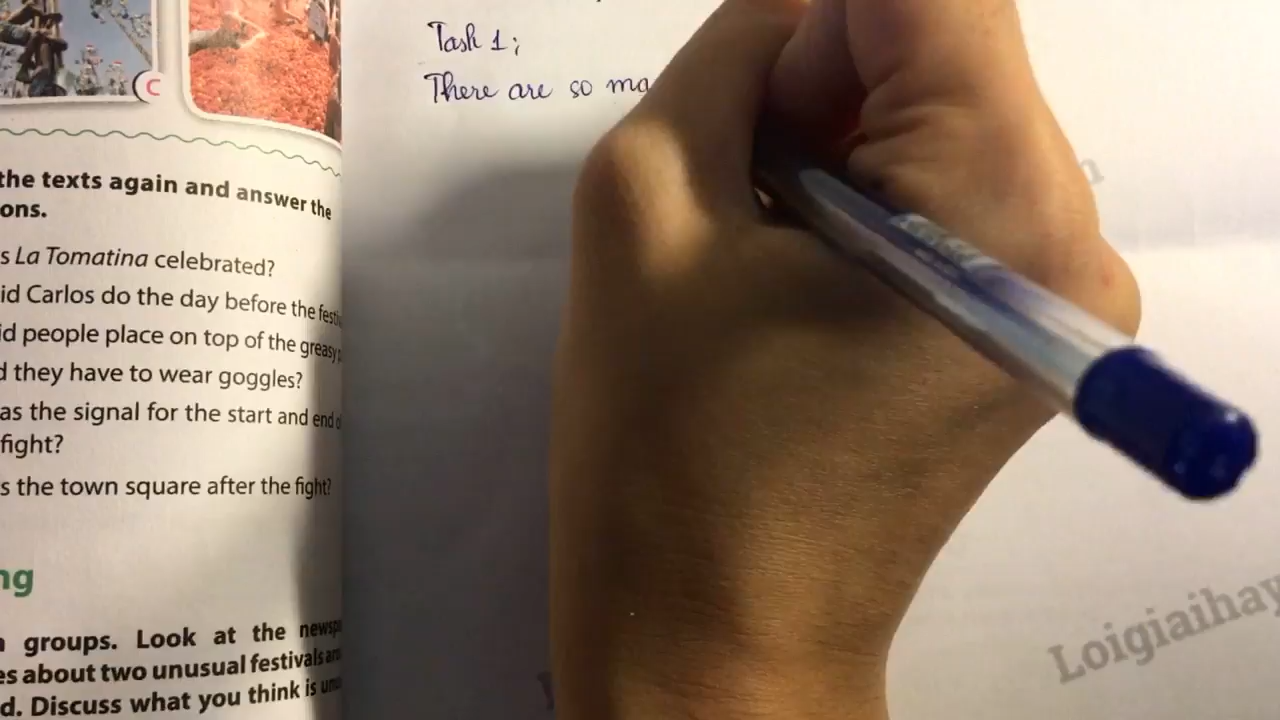 C
the texts again and answer the
ons.
s La Tomatina celebrated?
id Carlos do the day before the
id people place on top of the greasy
d they have to wear goggles?
as the signal for the start and end
fight?
s the town square after the fight?
ng
groups. Look at the newsp
es about two unusual festivals
d. Discuss what you think is
Task 1;
There are so ma
Loigiaihay